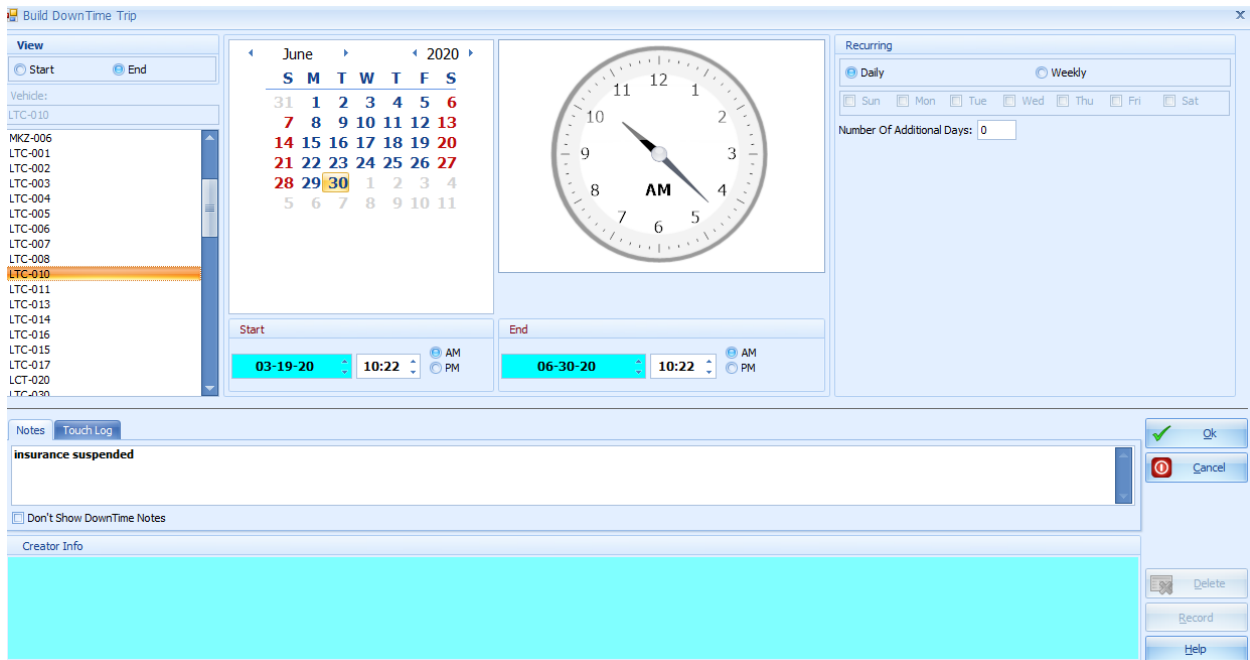 Build DownTime Trip
x
View
Start End
Vehicle:
LTC-010
MKZ-006
LTC-001
LTC-002
LTC-003
LTC-004
LTC-005
LTC-006
LTC-007
LTC-008
LTC-010
LTC-011
LTC-013
LTC-014
LTC-016
LTC-015
LTC-017
LCT-020
LTC-030
June 2020
S M T W T F S
31 1 2 3 4 5 6
7 8 9 10 11 12 13
14 15 16 17 18 19 20
21 22 23 24 25 26 27
28 29 30 1 2 3 4
5 6 7 8 9 10 11
12
1
2
3
4
5
6
7
8
9
10
11
AM
Start
03-19-20 10:22 AM PM
End
06-30-20 10:22 AM PM
Recurring
Daily Weekly
Sun Mon Tue Wed Thu Fri Sat
Number Of Additional Days: 0
Notes Touch Log
insurance suspended
Don't Show DownTime Notes
Creator Info
Ok
Cancel
Delete
Record
Help